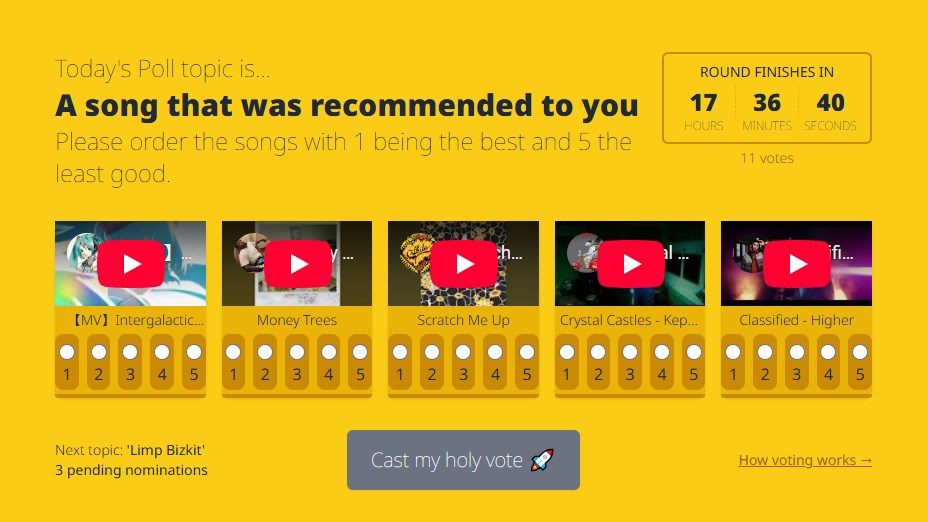 Today's Poll topic is...
A song that was recommended to you
Please order the songs with 1 being the best and 5 the
least good.
ROUND FINISHES IN
17 36 40
HOURS MINUTES SECONDS
11 votes
【MV】Intergalactic...
1 2 3 4 5
Money Trees
1 2 3 4 5
Scratch Me Up
1 2 3 4 5
Crystal Castles - Kep...
1 2 3 4 5
Classified - Higher
1 2 3 4 5
Next topic: 'Limp Bizkit'
3 pending nominations
Cast my holy vote 🚀
How voting works →